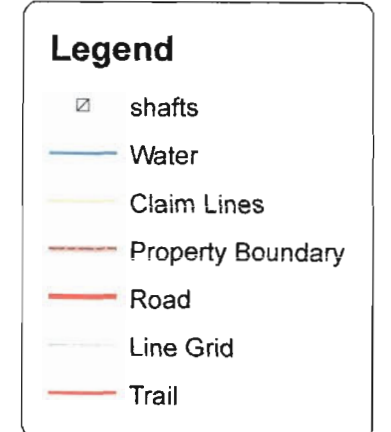 Legend
shafts
Water
Claim Lines
Property Boundary
Road
Line Grid
Trail